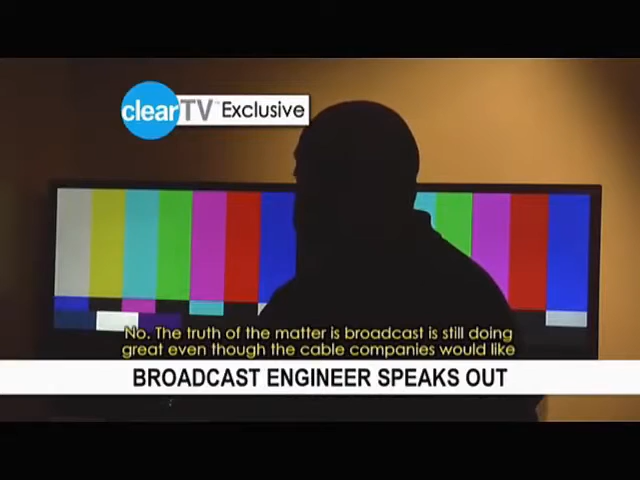 clearTV™ Exclusive
No. The truth of the matter is broadcast is still doing
great even though the cable companies would like
BROADCAST ENGINEER SPEAKS OUT